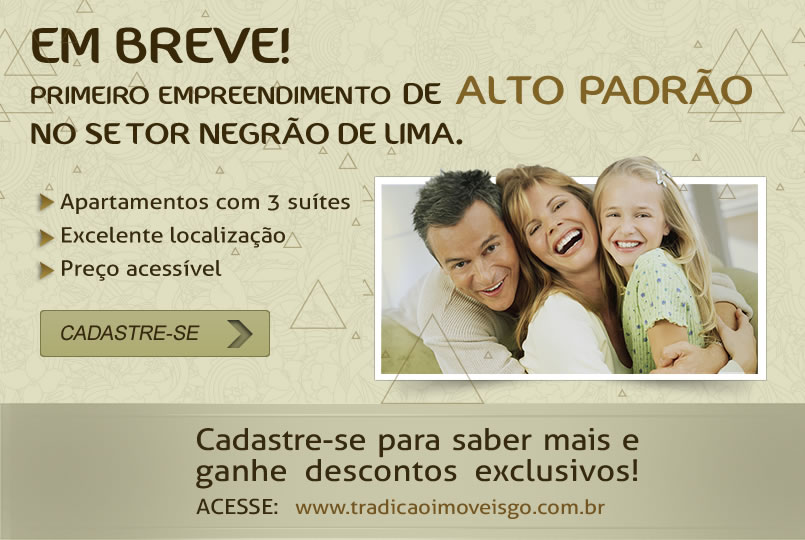 EM BREVE!
PRIMEIRO EMPREENDIMENTO DE ALTO PADRÃO
NO SETOR NEGRÃO DE LIMA.
Apartamentos com 3 suítes
Excelente localização
Preço acessível
CADASTRE-SE
Cadastre-se para saber mais e
ganhe descontos exclusivos!
ACESSE: www.tradicaoimoveisgo.com.br